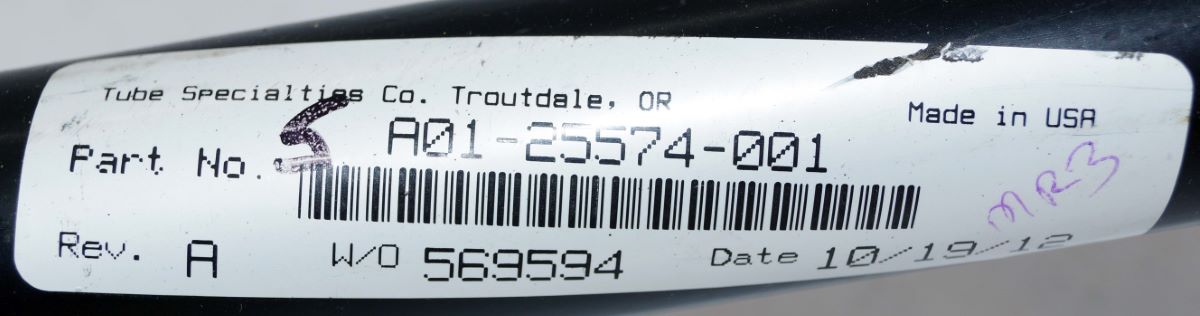 Tube Specialties Co. Troutdale, OR
Made in USA
Part No. S A01-25574-001
MR3
Rev. A W/O 569594 Date 10/19/12